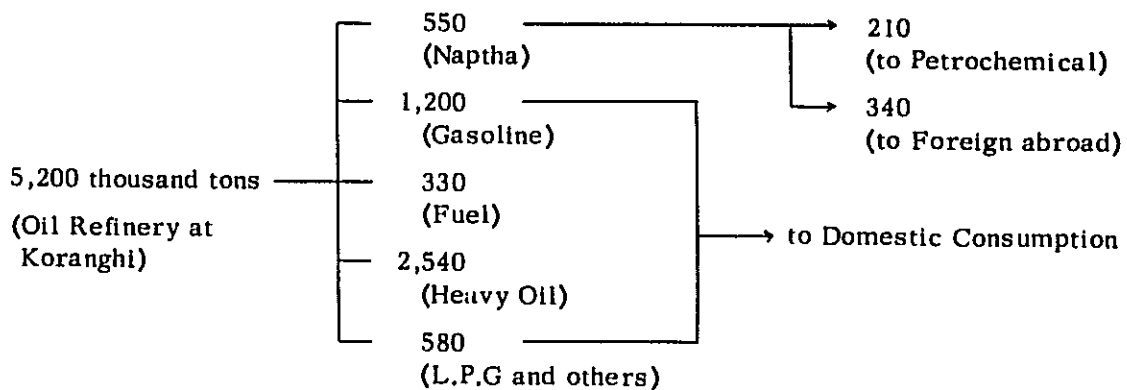 550
(Naptha)
210
(to Petrochemical)
1,200
(Gasoline)
340
(to Foreign abroad)
5,200 thousand tons
(Oil Refinery at
Koranghi)
330
(Fuel)
to Domestic Consumption
2,540
(Heavy Oil)
580
(L.P.G and others)